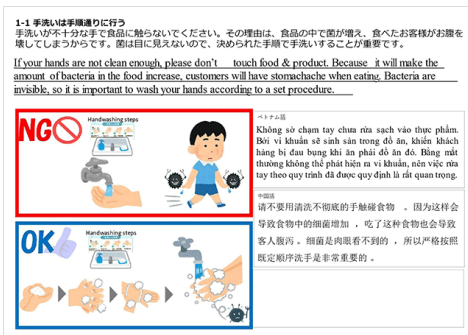 1-1 手洗いは手順通りに行う
手洗いが不十分な手で食品に触らないでください。その理由は、食品の中で菌が増え、食べたお客様がお腹を
壊してしまうからです。菌は目に見えないので、決められた手順で手洗いすることが重要です。
If your hands are not clean enough, please don't touch food & product. Because it will make the
amount of bacteria in the food increase, customers will have stomachache when eating. Bacteria are
invisible, so it is important to wash your hands according to a set procedure.
NG
Handwashing steps
ベトナム語
Không sờ chạm tay chưa rửa sạch vào thực phẩm.
Bởi vi khuẩn sẽ sinh sản trong đồ ăn, khiến khách
hàng bị đau bụng khi ăn phải đồ ăn đó. Bằng mắt
thường không thể phát hiện ra vi khuẩn, nên việc rửa
tay theo quy trình đã được quy định là rất quan trọng.
OK
Handwashing steps
中国語
请不要用清洗不彻底的手触碰食物 。因为这样会
导致食物中的细菌增加 ，吃了这种食物也会导致
客人腹泻 。细菌是肉眼看不到的 ，所以严格按照
既定顺序洗手是非常重要的 。